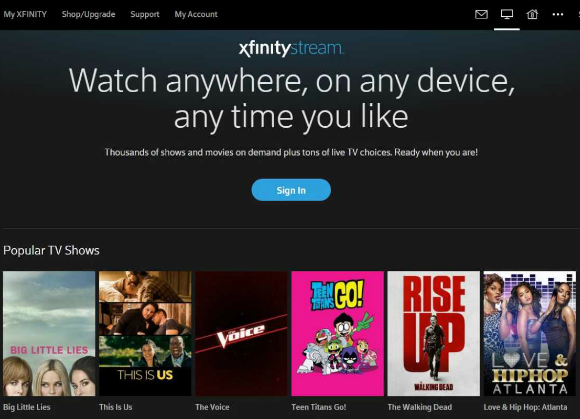 My XFINITY Shop/Upgrade Support My Account
xfinitystream
Watch anywhere, on any device,
any time you like
Thousands of shows and movies on demand plus tons of live TV choices. Ready when you are!
Sign In
Popular TV Shows
BIG LITTLE LIES
THIS IS US
The Voice
TEEN TITANS GO!
RISE
UP
THE WALKING DEAD
LOVE &
HIPHOP
ATLANTA
Big Little Lies This Is Us The Voice Teen Titans Go! The Walking Dead Love & Hip Hop: Atlanta